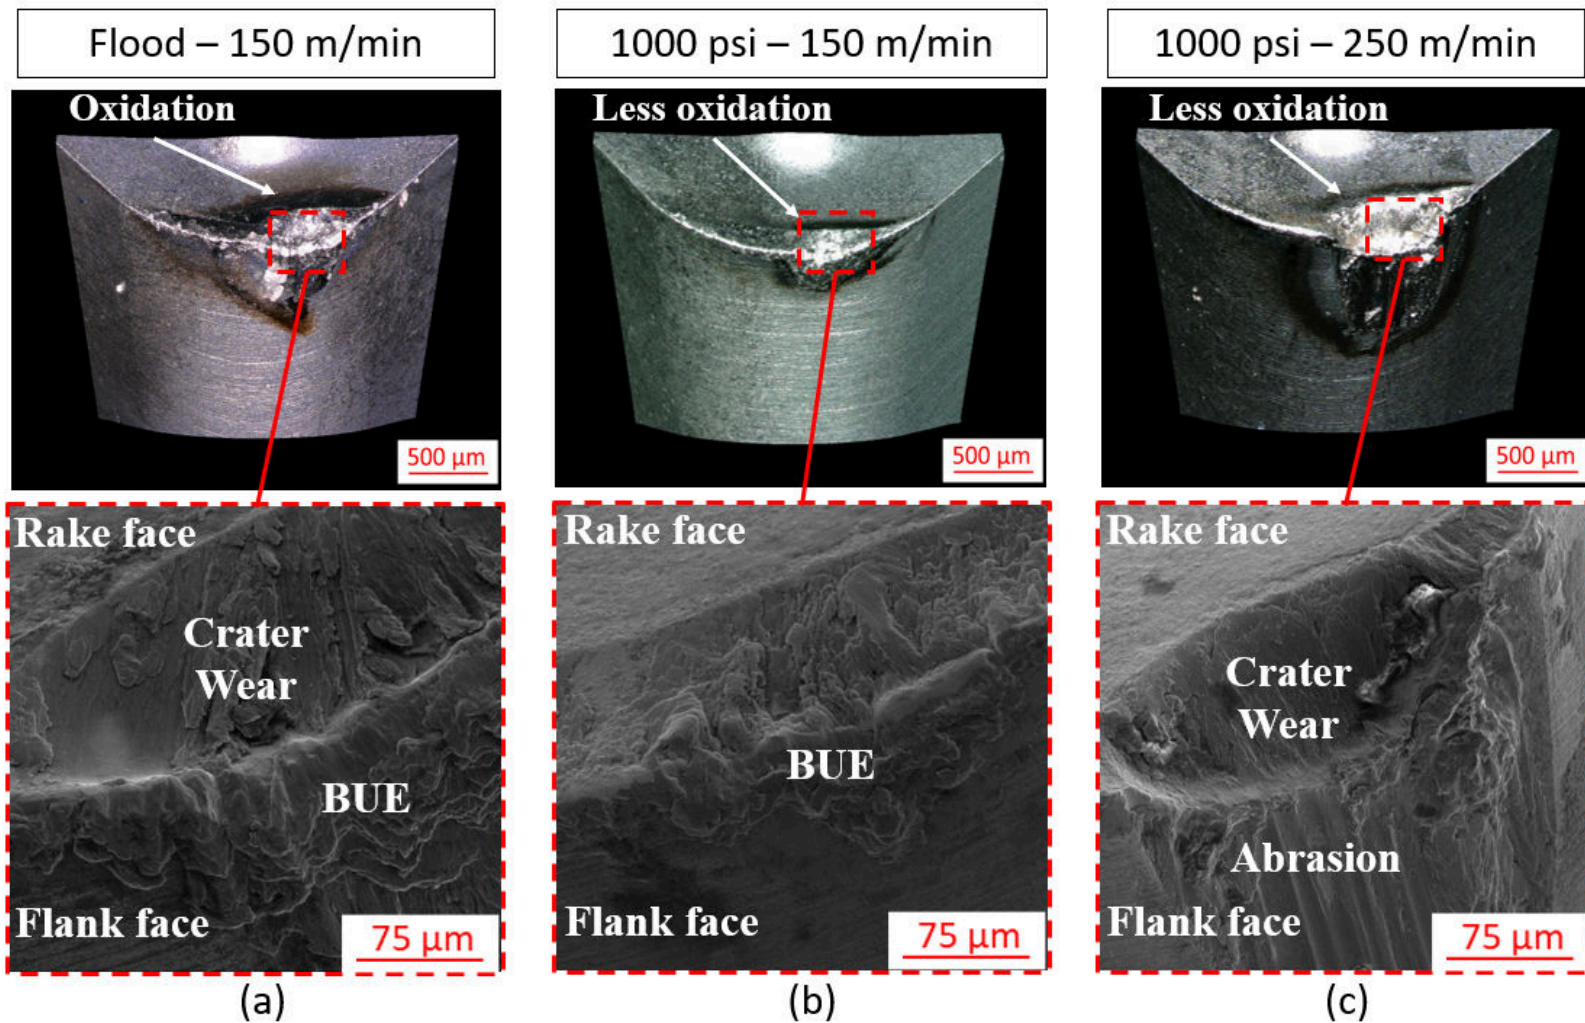 Flood – 150 m/min
1000 psi – 150 m/min
1000 psi – 250 m/min
Oxidation
Less oxidation
Less oxidation
500 µm
500 µm
500 µm
Rake face
Crater
Wear
BUE
Flank face
75 µm
Rake face
BUE
Flank face
75 µm
Rake face
Crater
Wear
Abrasion
Flank face
75 µm
(a)
(b)
(c)